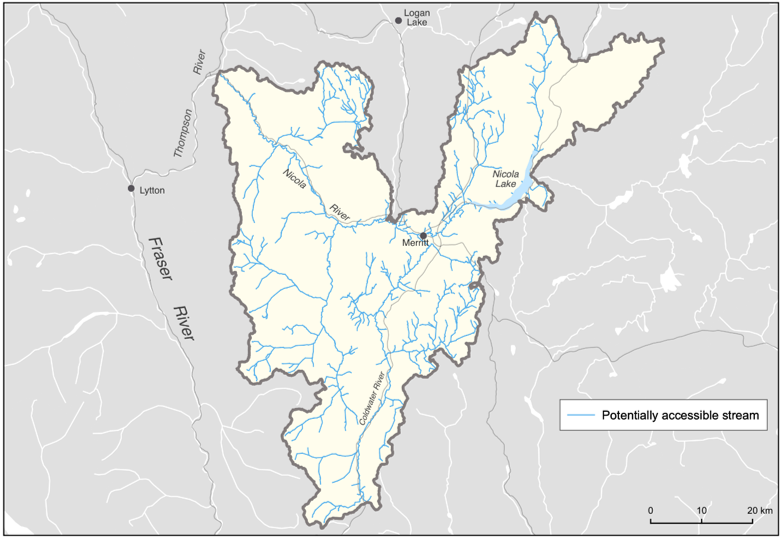 Logan
Lake
Thompson
River
Lytton
Nicola
River
Nicola
Lake
Merritt
Fraser
River
Coldwater River
Potentially accessible stream
0 10 20 km